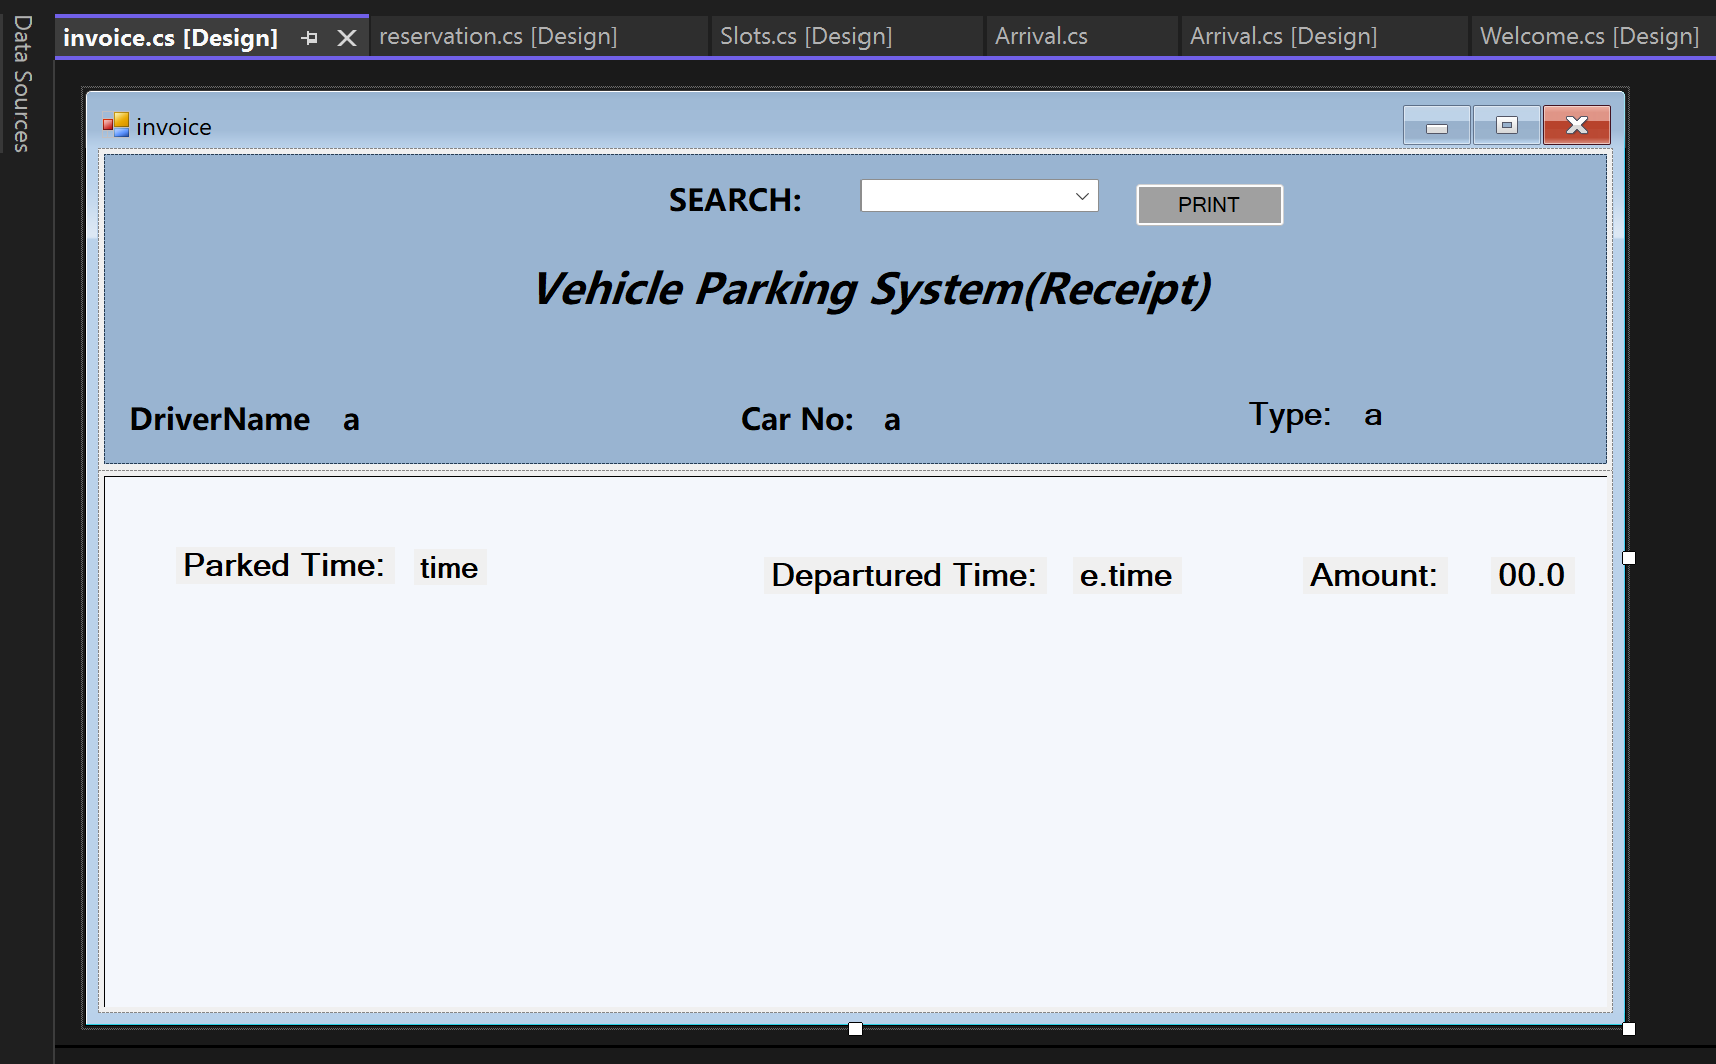 Data Sources
invoice.cs [Design] reservation.cs [Design] Slots.cs [Design] Arrival.cs Arrival.cs [Design] Welcome.cs [Design]
invoice
SEARCH: PRINT
Vehicle Parking System(Receipt)
DriverName a Car No: a Type: a
Parked Time: time Departured Time: e.time Amount: 00.0